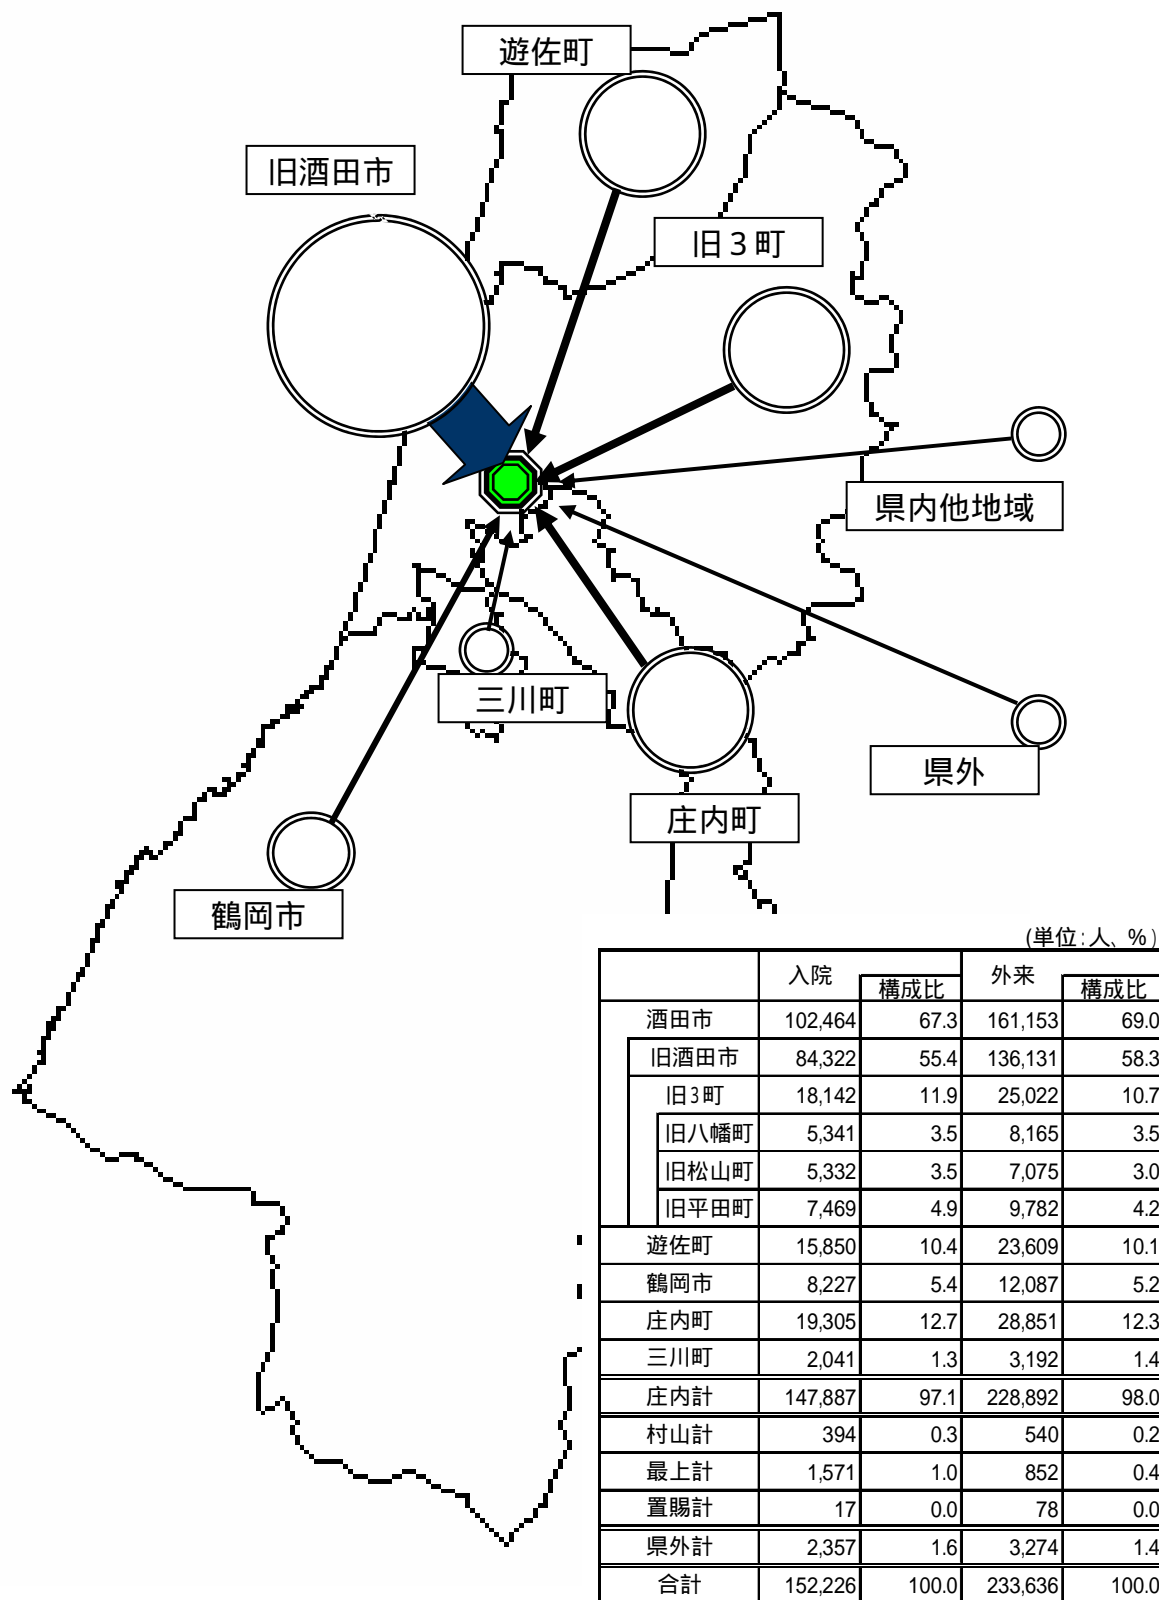 遊佐町
旧酒田市
旧3町
県内他地域
三川町
県外
庄内町
鶴岡市
(単位:人、%)
入院 構成比 外来 構成比
酒田市 102,464 67.3 161,153 69.0
旧酒田市 84,322 55.4 136,131 58.3
旧3町 18,142 11.9 25,022 10.7
旧八幡町 5,341 3.5 8,165 3.5
旧松山町 5,332 3.5 7,075 3.0
旧平田町 7,469 4.9 9,782 4.2
遊佐町 15,850 10.4 23,609 10.1
鶴岡市 8,227 5.4 12,087 5.2
庄内町 19,305 12.7 28,851 12.3
三川町 2,041 1.3 3,192 1.4
庄内計 147,887 97.1 228,892 98.0
村山計 394 0.3 540 0.2
最上計 1,571 1.0 852 0.4
置賜計 17 0.0 78 0.0
県外計 2,357 1.6 3,274 1.4
合計 152,226 100.0 233,636 100.0